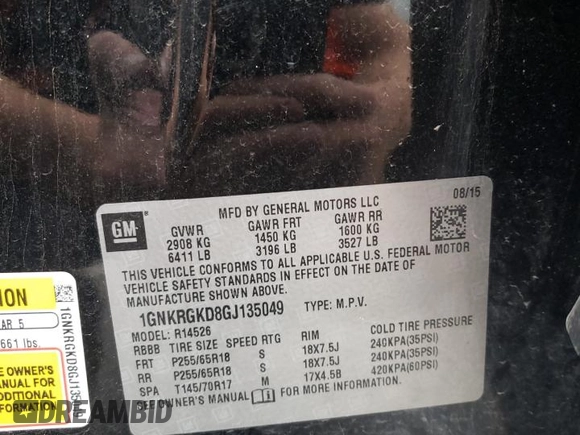 GM
MFD BY GENERAL MOTORS LLC
08/15
GVWR GAWR FRT GAWR RR
2908 KG 1450 KG 1600 KG
6411 LB 3196 LB 3527 LB
THIS VEHICLE CONFORMS TO ALL APPLICABLE U.S. FEDERAL MOTOR
VEHICLE SAFETY STANDARDS IN EFFECT ON THE DATE OF
MANUFACTURE SHOWN ABOVE.
1GNKRGKD8GJ135049 TYPE: M.P.V.
MODEL: R14526
RBBB TIRE SIZE SPEED RTG RIM COLD TIRE PRESSURE
FRT P255/65R18 S 18X7.5J 240KPA(35PSI)
RR P255/65R18 S 18X7.5J 240KPA(35PSI)
SPA T145/70R17 M 17X4.5B 420KPA(60PSI)
SEE OWNER'S MANUAL FOR MORE INFORMATION
ION
AR 5
661 lbs.
E OWNER'S
MANUAL FOR
ADDITIONAL
FORMATION
DREAMBID